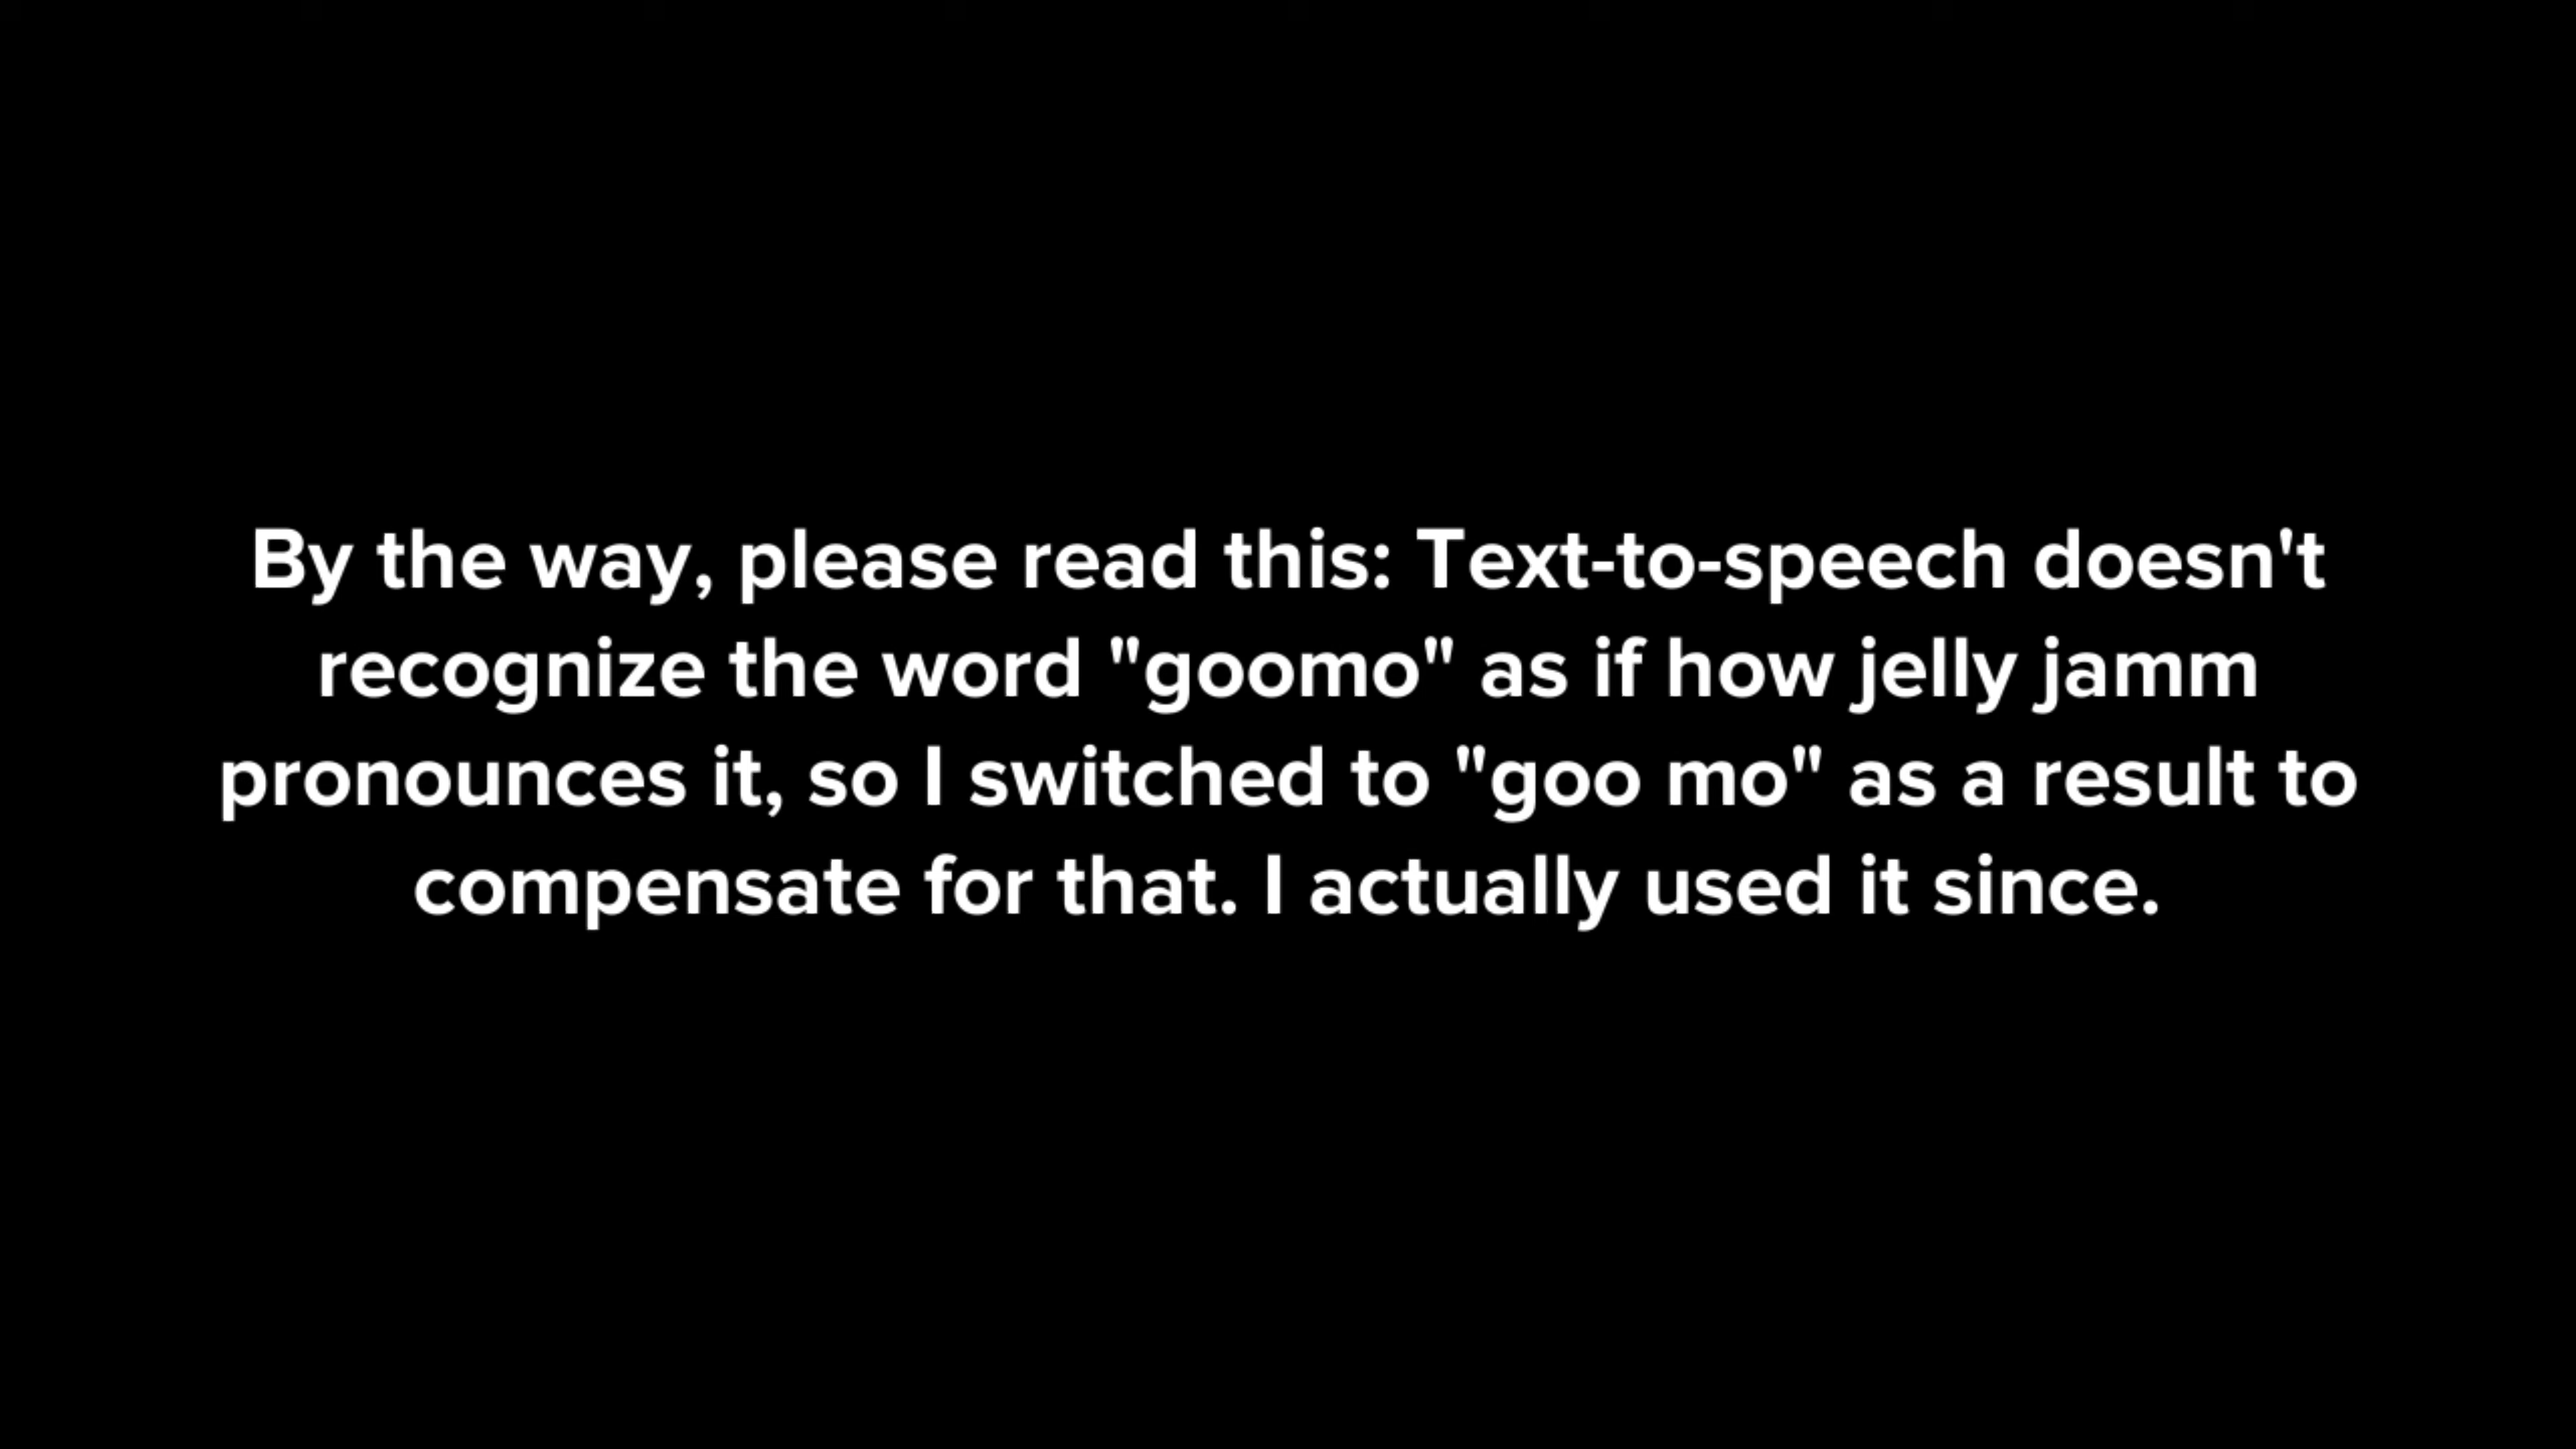 By the way, please read this: Text-to-speech doesn't
recognize the word "goomo" as if how jelly jamm
pronounces it, so I switched to "goo mo" as a result to
compensate for that. I actually used it since.